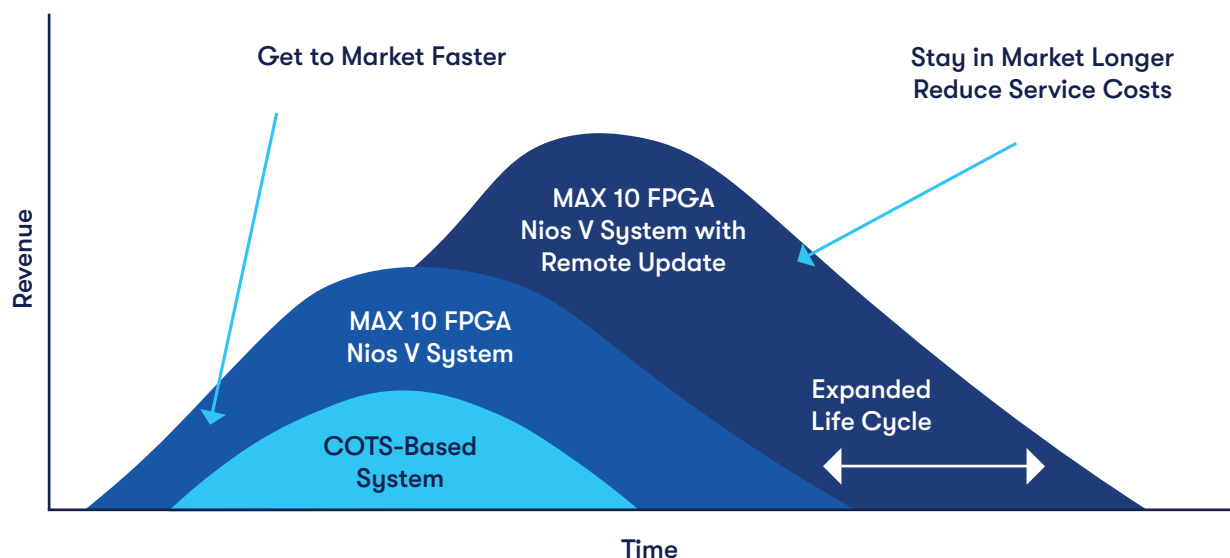 Get to Market Faster
Stay in Market Longer
Reduce Service Costs
MAX 10 FPGA
Nios V System with
Remote Update
MAX 10 FPGA
Nios V System
COTS-Based
System
Expanded
Life Cycle
Revenue
Time